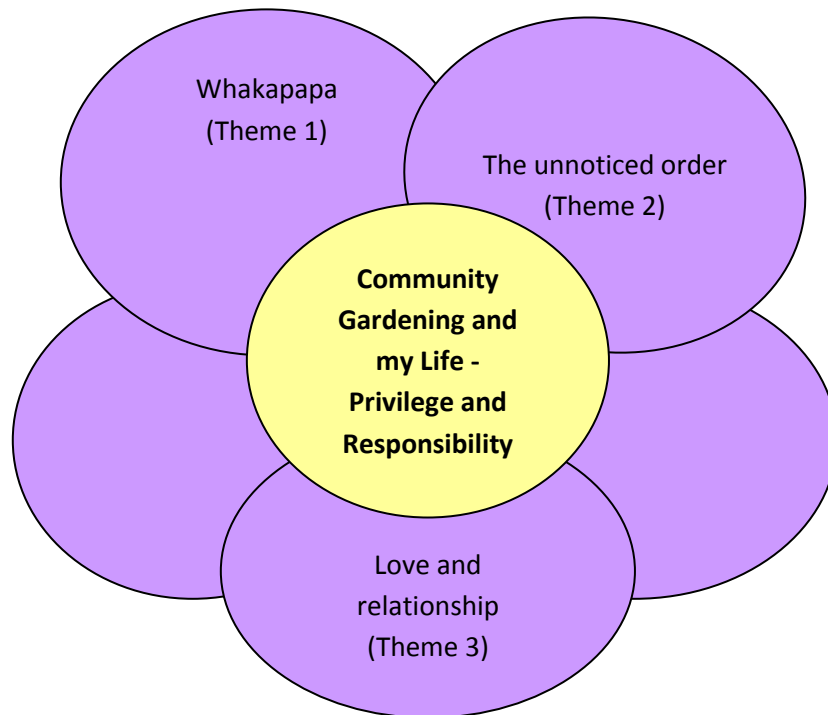 Whakapapa
(Theme 1)
The unnoticed order
(Theme 2)
Community
Gardening and
my Life -
Privilege and
Responsibility
Love and
relationship
(Theme 3)